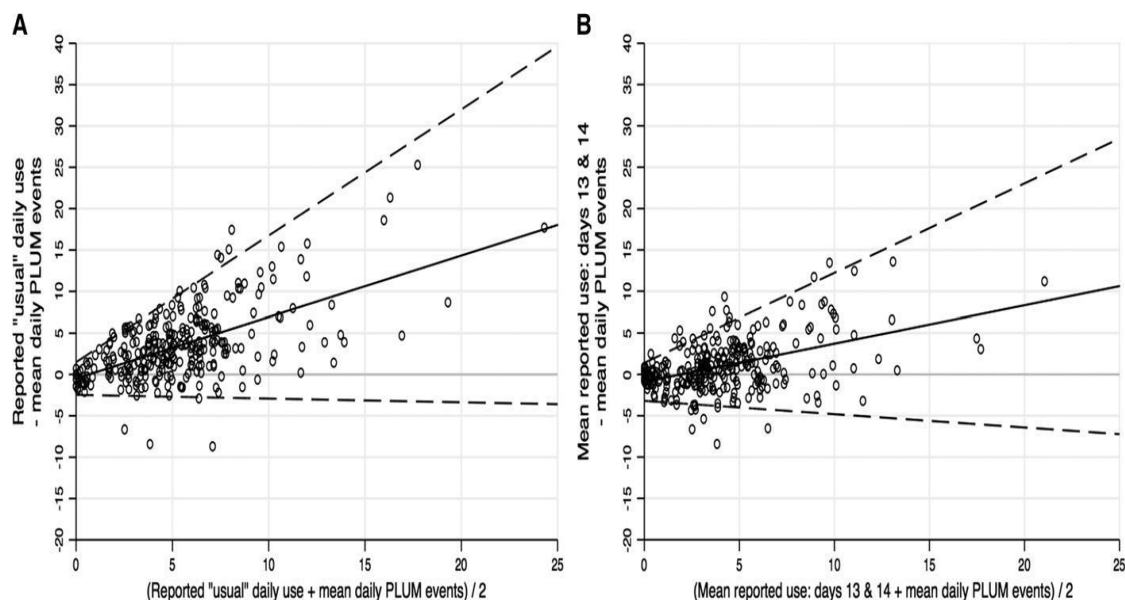 A
Reported "usual" daily use
- mean daily PLUM events
40
35
30
25
20
15
10
5
0
-5
-10
-15
-20
0 5 10 15 20 25
(Reported "usual" daily use + mean daily PLUM events) / 2
B
Mean reported use: days 13 & 14
- mean daily PLUM events
40
35
30
25
20
15
10
5
0
-5
-10
-15
-20
0 5 10 15 20 25
(Mean reported use: days 13 & 14 + mean daily PLUM events) / 2